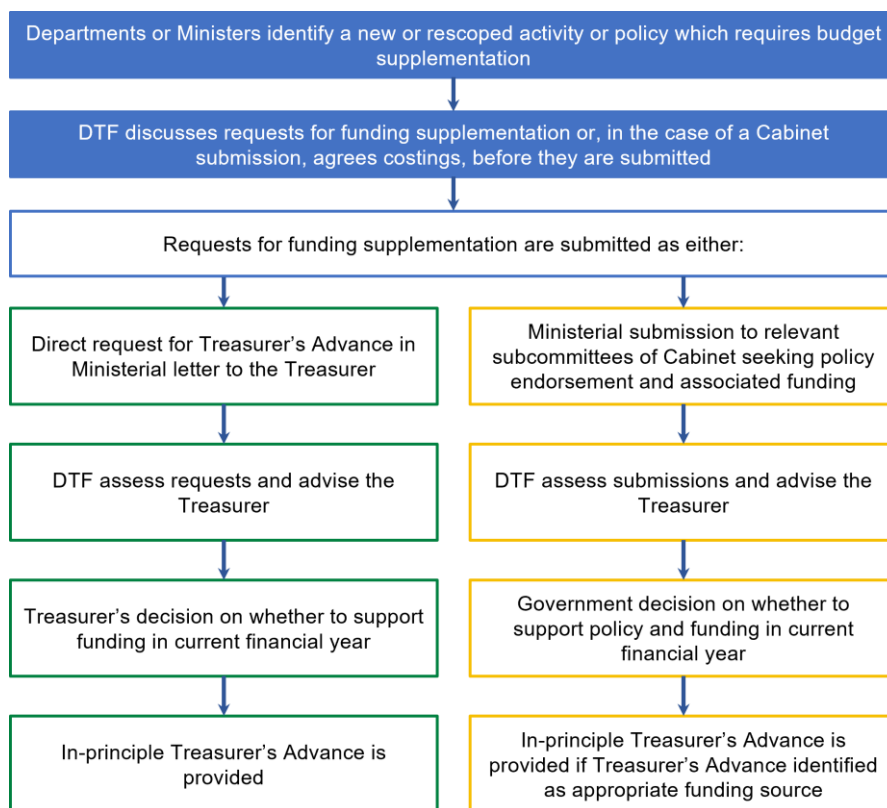 Departments or Ministers identify a new or rescoped activity or policy which requires budget
supplementation
DTF discusses requests for funding supplementation or, in the case of a Cabinet
submission, agrees costings, before they are submitted
Requests for funding supplementation are submitted as either:
Direct request for Treasurer’s Advance in
Ministerial letter to the Treasurer
DTF assess requests and advise the
Treasurer
Treasurer’s decision on whether to support
funding in current financial year
In-principle Treasurer’s Advance is
provided
Ministerial submission to relevant
subcommittees of Cabinet seeking policy
endorsement and associated funding
DTF assess submissions and advise the
Treasurer
Government decision on whether to
support policy and funding in current
financial year
In-principle Treasurer’s Advance is
provided if Treasurer’s Advance identified
as appropriate funding source